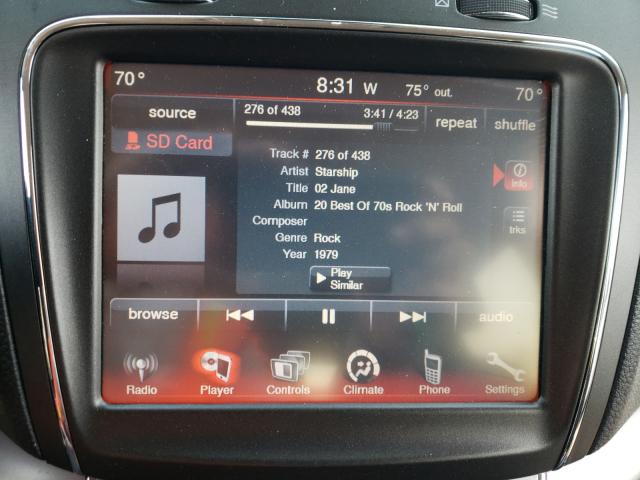 70° 8:31 W 75° out. 70°
source 276 of 438 3:41 / 4:23 repeat shuffle
SD Card
Track # 276 of 438
Artist Starship
Title 02 Jane
Album 20 Best Of 70s Rock 'N' Roll
Composer
Genre Rock
Year 1979
info
trks
Play
Similar
browse audio
Radio Player Controls Climate Phone Settings